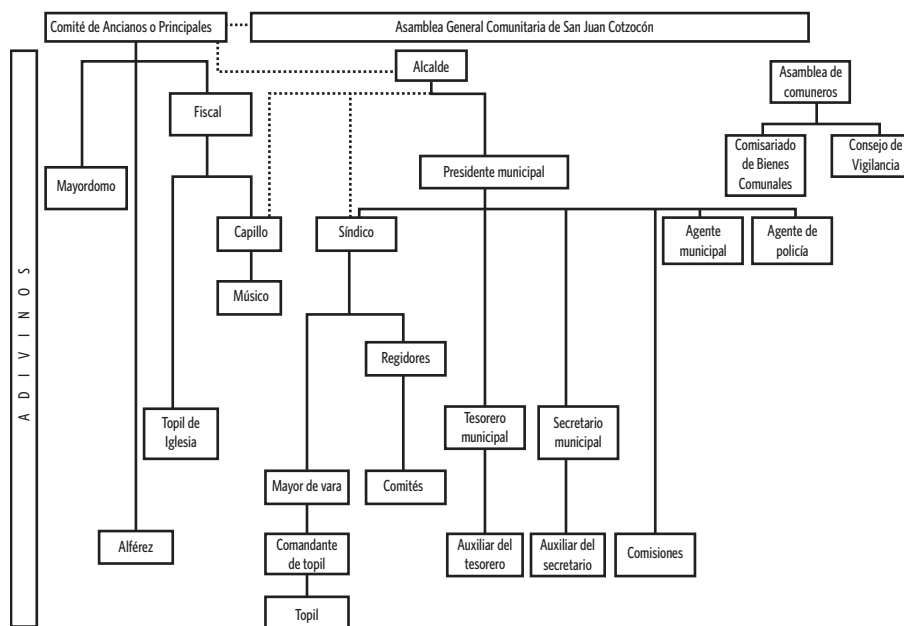 Comité de Ancianos o Principales
Asamblea General Comunitaria de San Juan Cotzocón
Alcalde
Asamblea de
comuneros
Fiscal
Comisariado
de Bienes
Comunales
Consejo de
Vigilancia
Mayordomo
Presidente municipal
Capillo
Síndico
Agente
municipal
Agente de
policía
Músico
Regidores
Topil de
Iglesia
Tesorero
municipal
Secretario
municipal
Mayor de vara
Comités
Alférez
Comandante
de topil
Auxiliar del
tesorero
Auxiliar del
secretario
Comisiones
Topil
ADIVINOS